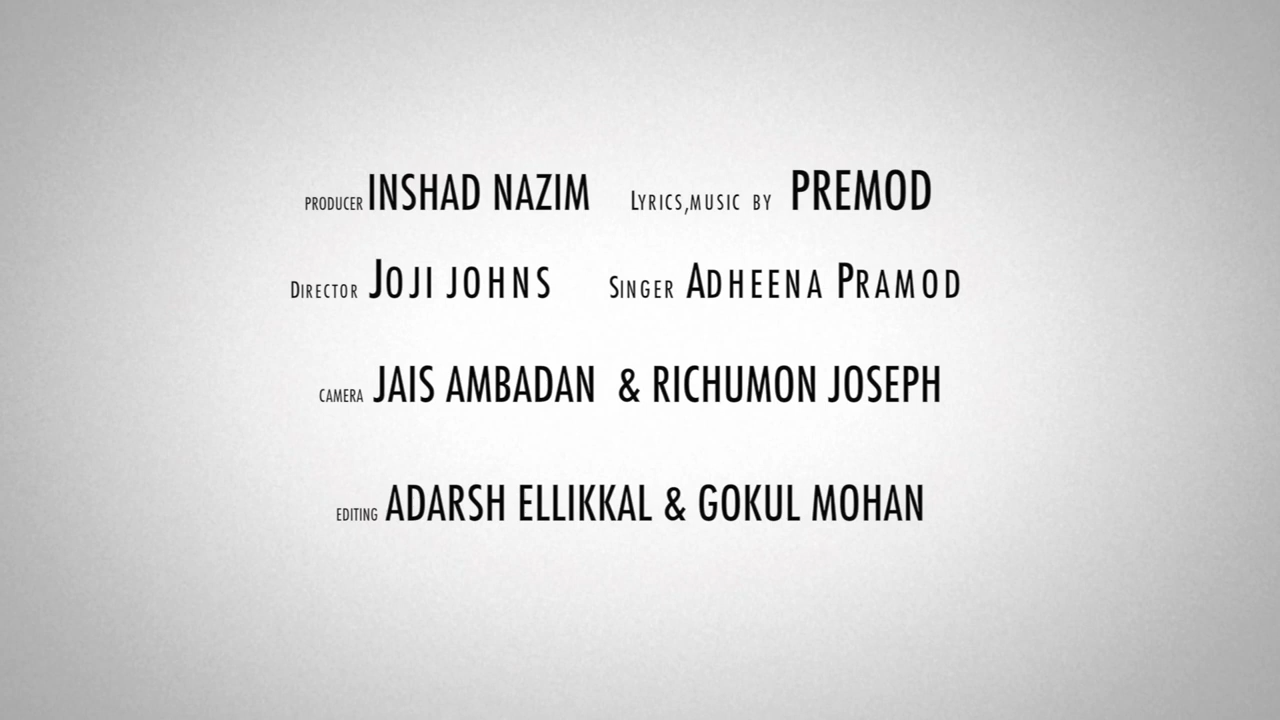 PRODUCER INSHAD NAZIM LYRICS,MUSIC BY PREMOD
DIRECTOR JOJI JOHNS SINGER ADHEENA PRAMOD
CAMERA JAIS AMBADAN & RICHUMON JOSEPH
EDITING ADARSH ELLIKKAL & GOKUL MOHAN